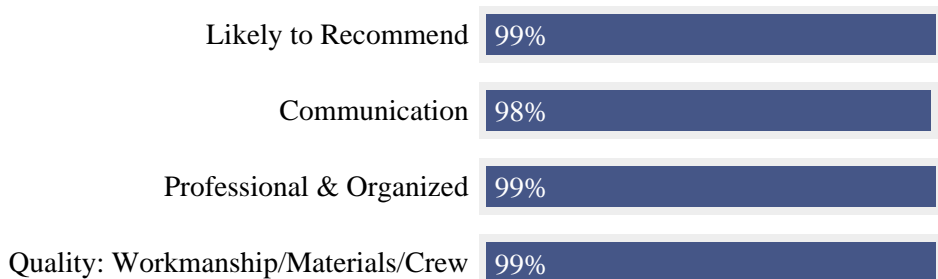 Likely to Recommend 99%
Communication 98%
Professional & Organized 99%
Quality: Workmanship/Materials/Crew 99%